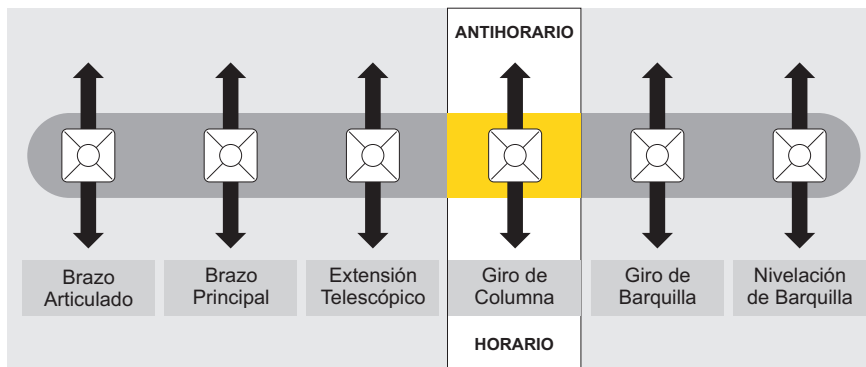 ANTIHORARIO
Brazo
Articulado
Brazo
Principal
Extensión
Telescópico
Giro de
Columna
Giro de
Barquilla
Nivelación
de Barquilla
HORARIO